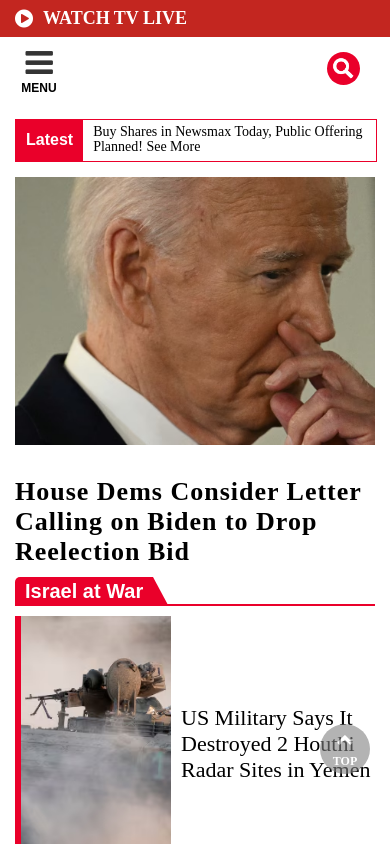 WATCH TV LIVE
MENU
Latest
Buy Shares in Newsmax Today, Public Offering
Planned! See More
House Dems Consider Letter
Calling on Biden to Drop
Reelection Bid
Israel at War
US Military Says It
Destroyed 2 Houthi
Radar Sites in Yemen
TOP